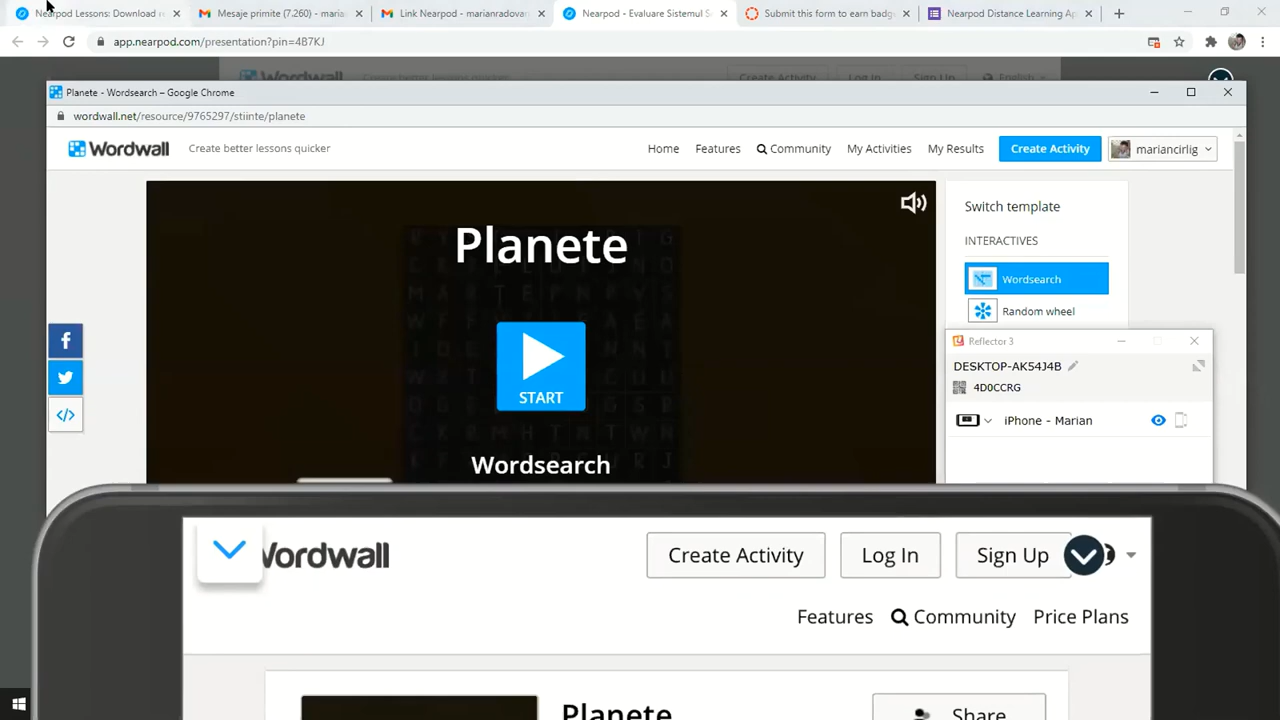 Nearpod Lessons: Download r
Mesaje primite (7.260) - maria
Link Nearpod - marianradovar
Nearpod - Evaluare Sistemul S
Submit this form to earn badg
Nearpod Distance Learning Ap
app.nearpod.com/presentation?pin=4B7KJ
Planete - Wordsearch – Google Chrome
wordwall.net/resource/9765297/stiinte/planete
Wordwall
Create better lessons quicker
Home
Features
Community
My Activities
My Results
Create Activity
mariancirlig
Planete
START
Wordsearch
Switch template
INTERACTIVES
Wordsearch
Random wheel
Reflector 3
DESKTOP-AK54J4B
4D0CCRG
iPhone - Marian
Wordwall
Create Activity
Log In
Sign Up
Features
Community
Price Plans
Planete
Share